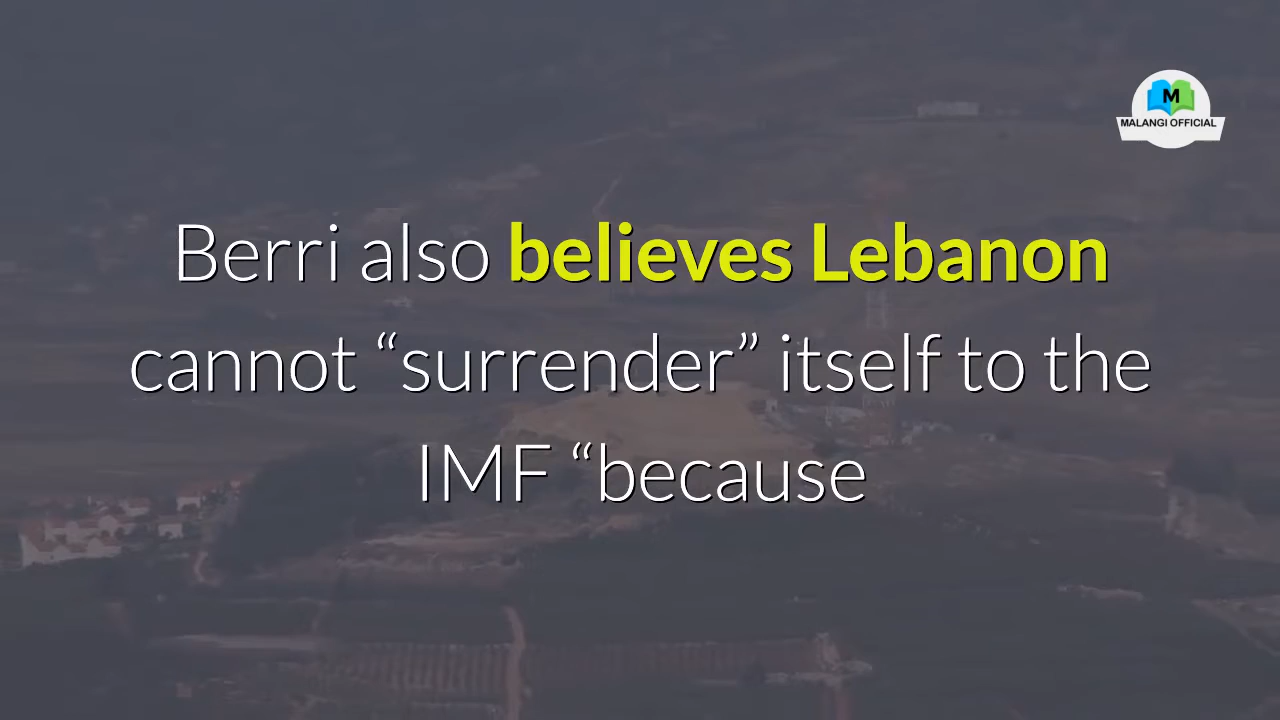 M
MALANGI OFFICIAL
Berri also believes Lebanon
cannot “surrender” itself to the
IMF “because